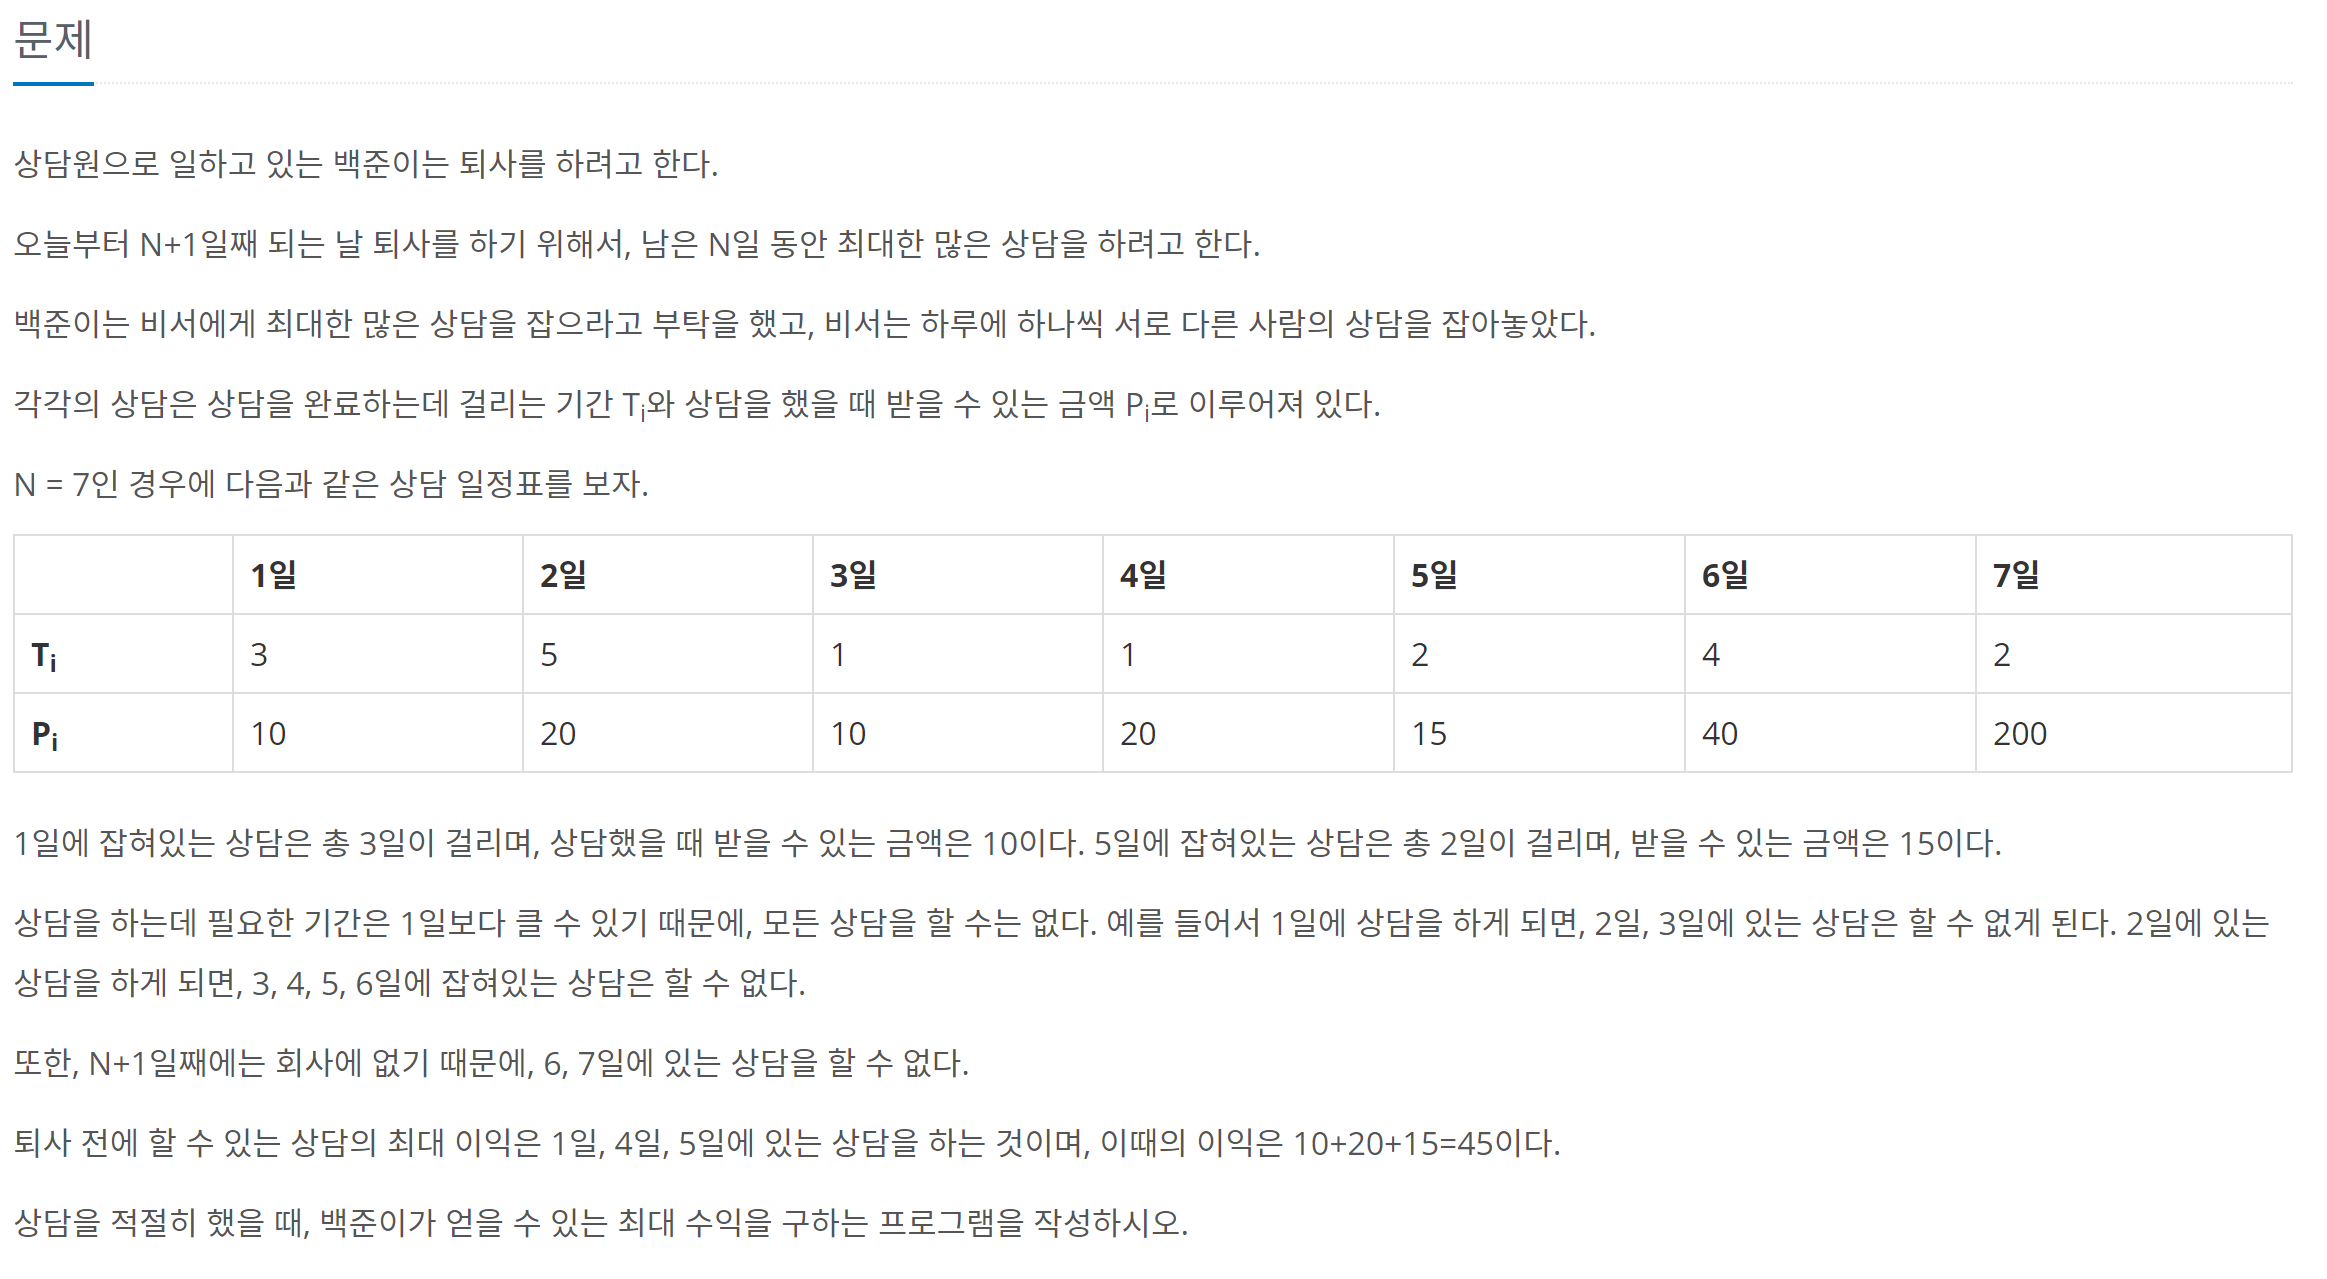 문제
상담원으로 일하고 있는 백준이는 퇴사를 하려고 한다.
오늘부터 N+1일째 되는 날 퇴사를 하기 위해서, 남은 N일 동안 최대한 많은 상담을 하려고 한다.
백준이는 비서에게 최대한 많은 상담을 잡으라고 부탁을 했고, 비서는 하루에 하나씩 서로 다른 사람의 상담을 잡아놓았다.
각각의 상담은 상담을 완료하는데 걸리는 기간 Ti와 상담을 했을 때 받을 수 있는 금액 Pi로 이루어져 있다.
N = 7인 경우에 다음과 같은 상담 일정표를 보자.
1일 2일 3일 4일 5일 6일 7일
Ti 3 5 1 1 2 4 2
Pi 10 20 10 20 15 40 200
1일에 잡혀있는 상담은 총 3일이 걸리며, 상담했을 때 받을 수 있는 금액은 10이다. 5일에 잡혀있는 상담은 총 2일이 걸리며, 받을 수 있는 금액은 15이다.
상담을 하는데 필요한 기간은 1일보다 클 수 있기 때문에, 모든 상담을 할 수는 없다. 예를 들어서 1일에 상담을 하게 되면, 2일, 3일에 있는 상담은 할 수 없게 된다. 2일에 있는
상담을 하게 되면, 3, 4, 5, 6일에 잡혀있는 상담은 할 수 없다.
또한, N+1일째에는 회사에 없기 때문에, 6, 7일에 있는 상담을 할 수 없다.
퇴사 전에 할 수 있는 상담의 최대 이익은 1일, 4일, 5일에 있는 상담을 하는 것이며, 이때의 이익은 10+20+15=45이다.
상담을 적절히 했을 때, 백준이가 얻을 수 있는 최대 수익을 구하는 프로그램을 작성하시오.